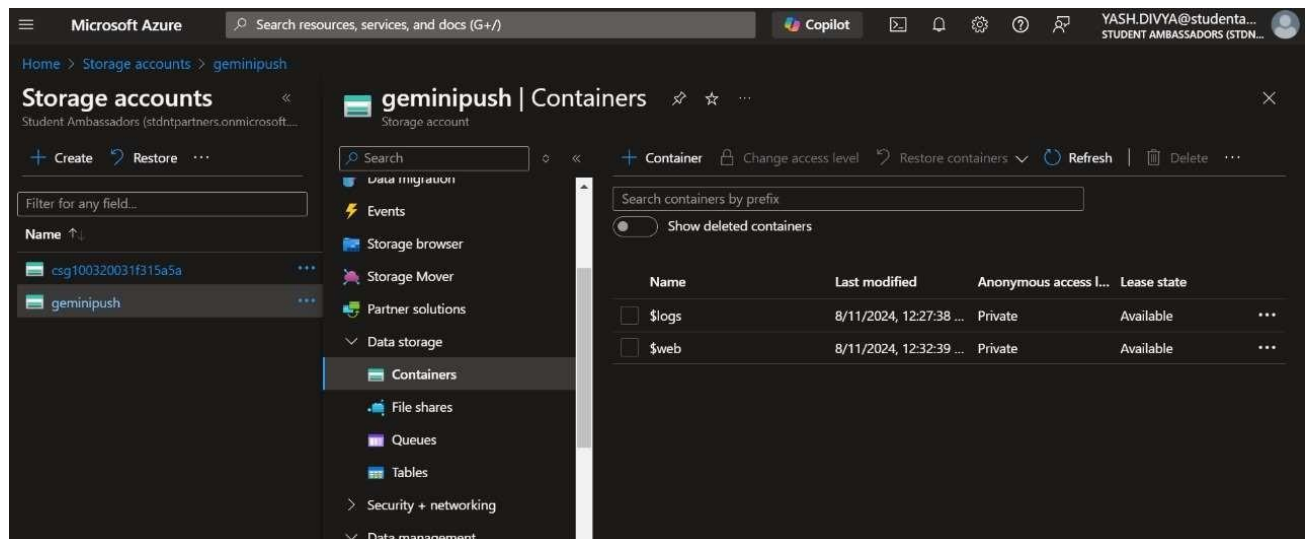 Microsoft Azure
Search resources, services, and docs (G+/)
Copilot
YASH.DIVYA@studenta...
STUDENT AMBASSADORS (STDN...
Home > Storage accounts > geminipush
Storage accounts
Student Ambassadors (stdntpartners.onmicrosoft....
Create
Restore
Filter for any field...
Name
csg100320031f315a5a
geminipush
geminipush | Containers
Storage account
Search
Data migration
Events
Storage browser
Storage Mover
Partner solutions
Data storage
Containers
File shares
Queues
Tables
Security + networking
Data management
Container
Change access level
Restore containers
Refresh
Delete
Search containers by prefix
Show deleted containers
Name Last modified Anonymous access l... Lease state
$logs 8/11/2024, 12:27:38 ... Private Available
$web 8/11/2024, 12:32:39 ... Private Available